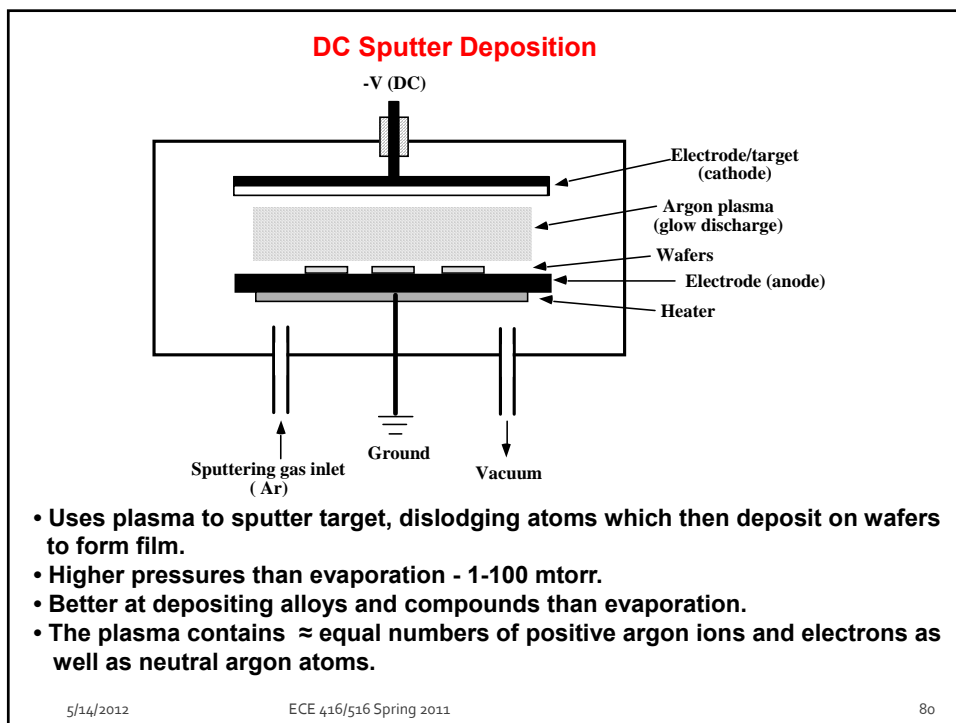 DC Sputter Deposition
-V (DC)
Electrode/target
(cathode)
Argon plasma
(glow discharge)
Wafers
Electrode (anode)
Heater
Ground
Sputtering gas inlet
( Ar)
Vacuum
• Uses plasma to sputter target, dislodging atoms which then deposit on wafers
to form film.
• Higher pressures than evaporation - 1-100 mtorr.
• Better at depositing alloys and compounds than evaporation.
• The plasma contains ≈ equal numbers of positive argon ions and electrons as
well as neutral argon atoms.
5/14/2012 ECE 416/516 Spring 2011 80